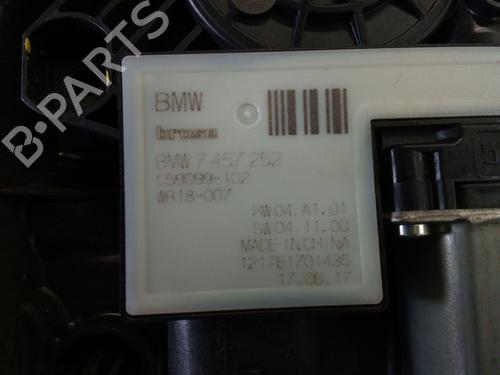 BMW
brose
BMW 7 457 252
C59099-102
WR18-007
HW 04.A1.01
SW 04.11.00
MADE IN CHINA
121761701435
17.06.17
B-PARTS